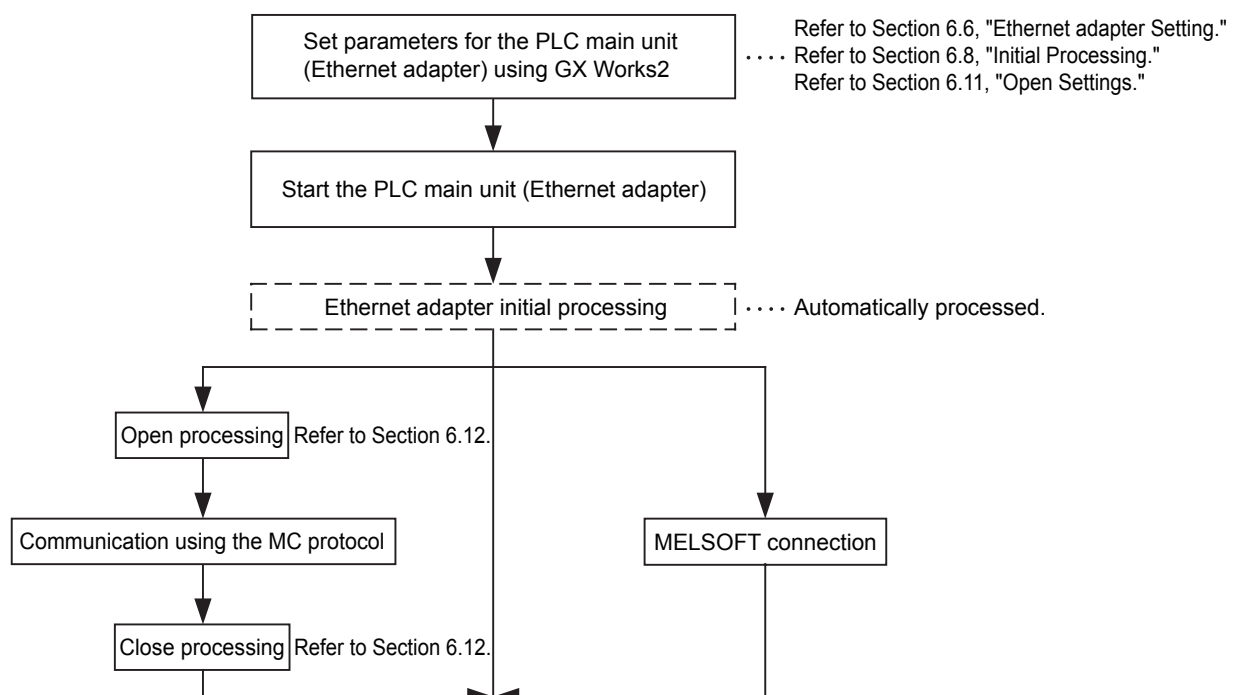 Set parameters for the PLC main unit
(Ethernet adapter) using GX Works2
Refer to Section 6.6, "Ethernet adapter Setting."
Refer to Section 6.8, "Initial Processing."
Refer to Section 6.11, "Open Settings."
Start the PLC main unit (Ethernet adapter)
Ethernet adapter initial processing
Automatically processed.
Open processing
Refer to Section 6.12.
Communication using the MC protocol
MELSOFT connection
Close processing
Refer to Section 6.12.